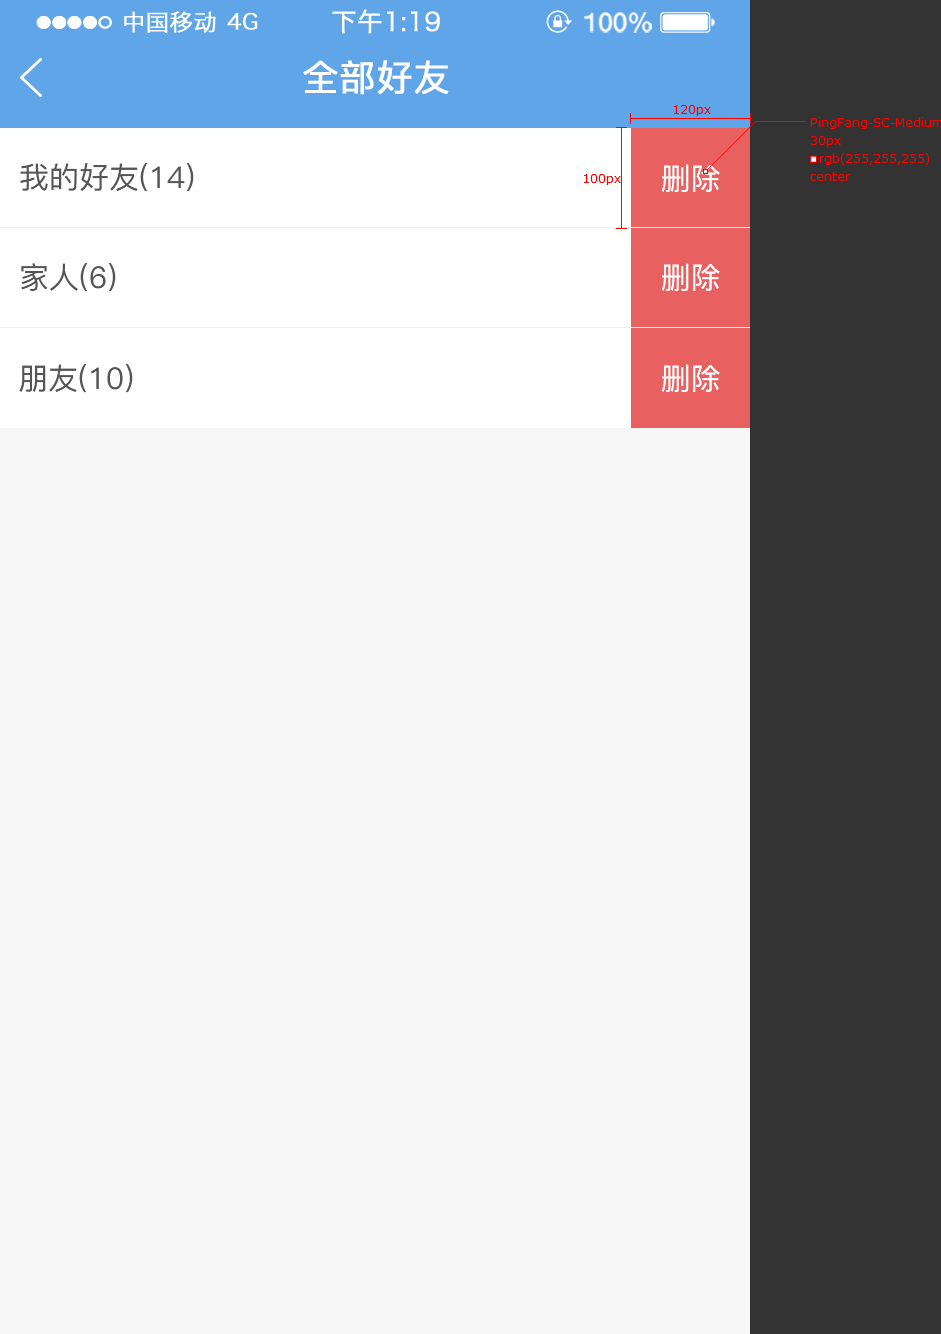 中国移动 4G 下午1:19 100%
全部好友
120px
PingFang-SC-Medium
30px
rgb(255,255,255)
center
100px
我的好友(14) 删除
家人(6) 删除
朋友(10) 删除